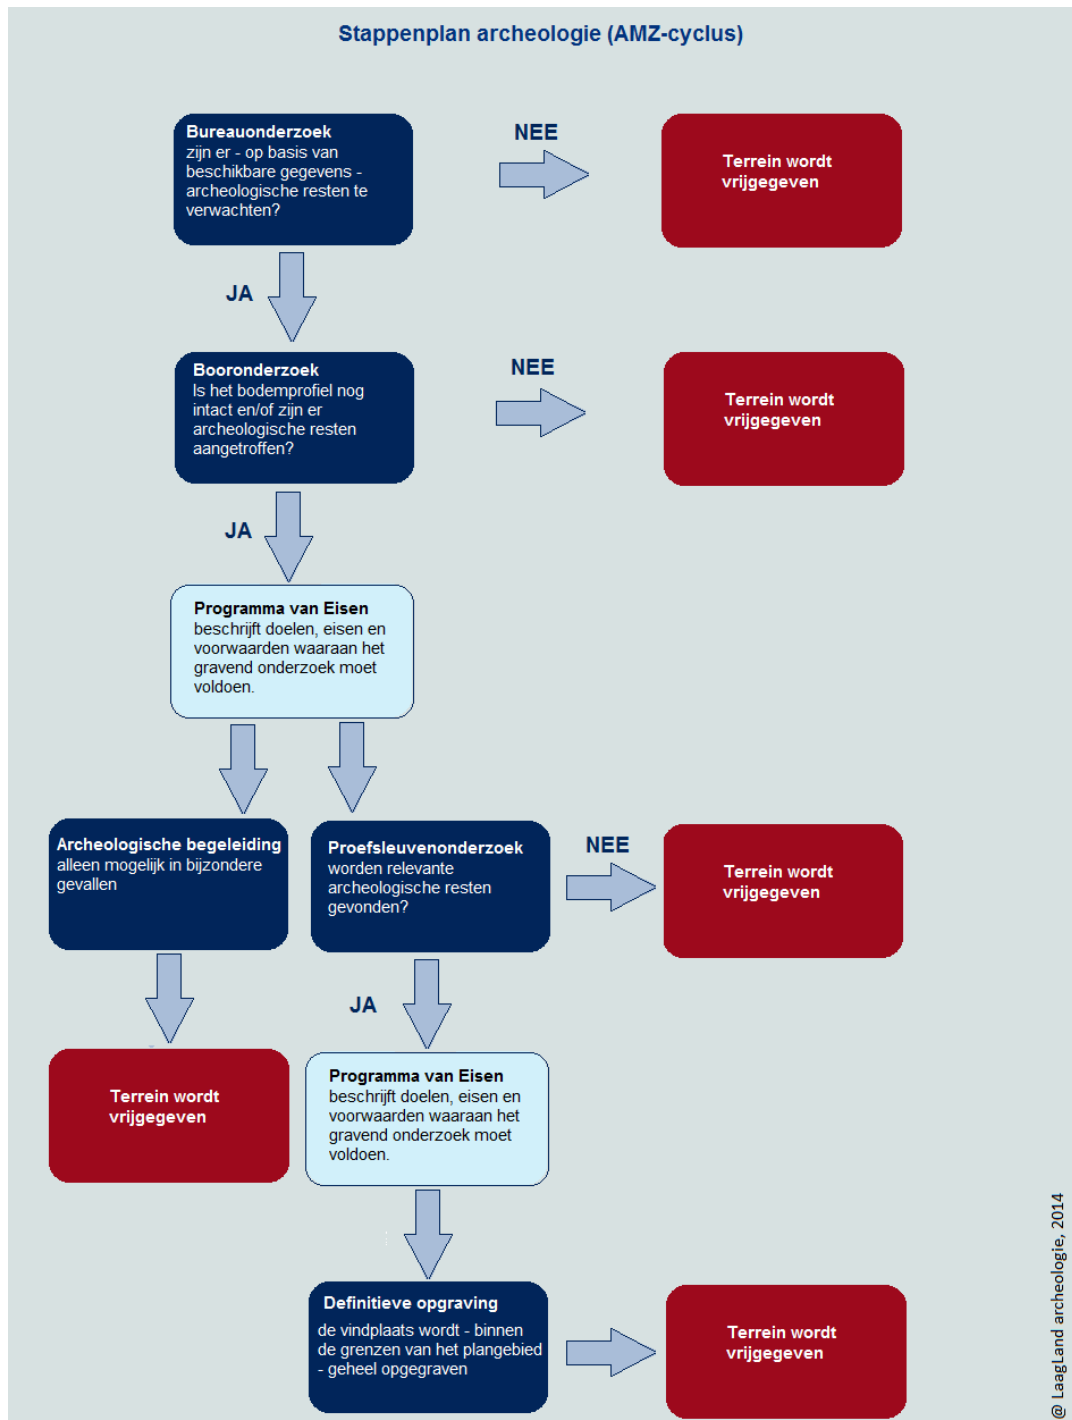 Stappenplan archeologie (AMZ-cyclus)
Bureauonderzoek
zijn er - op basis van
beschikbare gegevens -
archeologische resten te
verwachten?
NEE
Terrein wordt
vrijgegeven
JA
Booronderzoek
Is het bodemprofiel nog
intact en/of zijn er
archeologische resten
aangetroffen?
NEE
Terrein wordt
vrijgegeven
JA
Programma van Eisen
beschrijft doelen, eisen en
voorwaarden waaraan het
gravend onderzoek moet
voldoen.
Archeologische begeleiding
alleen mogelijk in bijzondere
gevallen
Proefsleuvenonderzoek
worden relevante
archeologische resten
gevonden?
NEE
Terrein wordt
vrijgegeven
JA
Terrein wordt
vrijgegeven
Programma van Eisen
beschrijft doelen, eisen en
voorwaarden waaraan het
gravend onderzoek moet
voldoen.
Definitieve opgraving
de vindplaats wordt - binnen
de grenzen van het plangebied
- geheel opgegraven
Terrein wordt
vrijgegeven
@ LaagLand archeologie, 2014